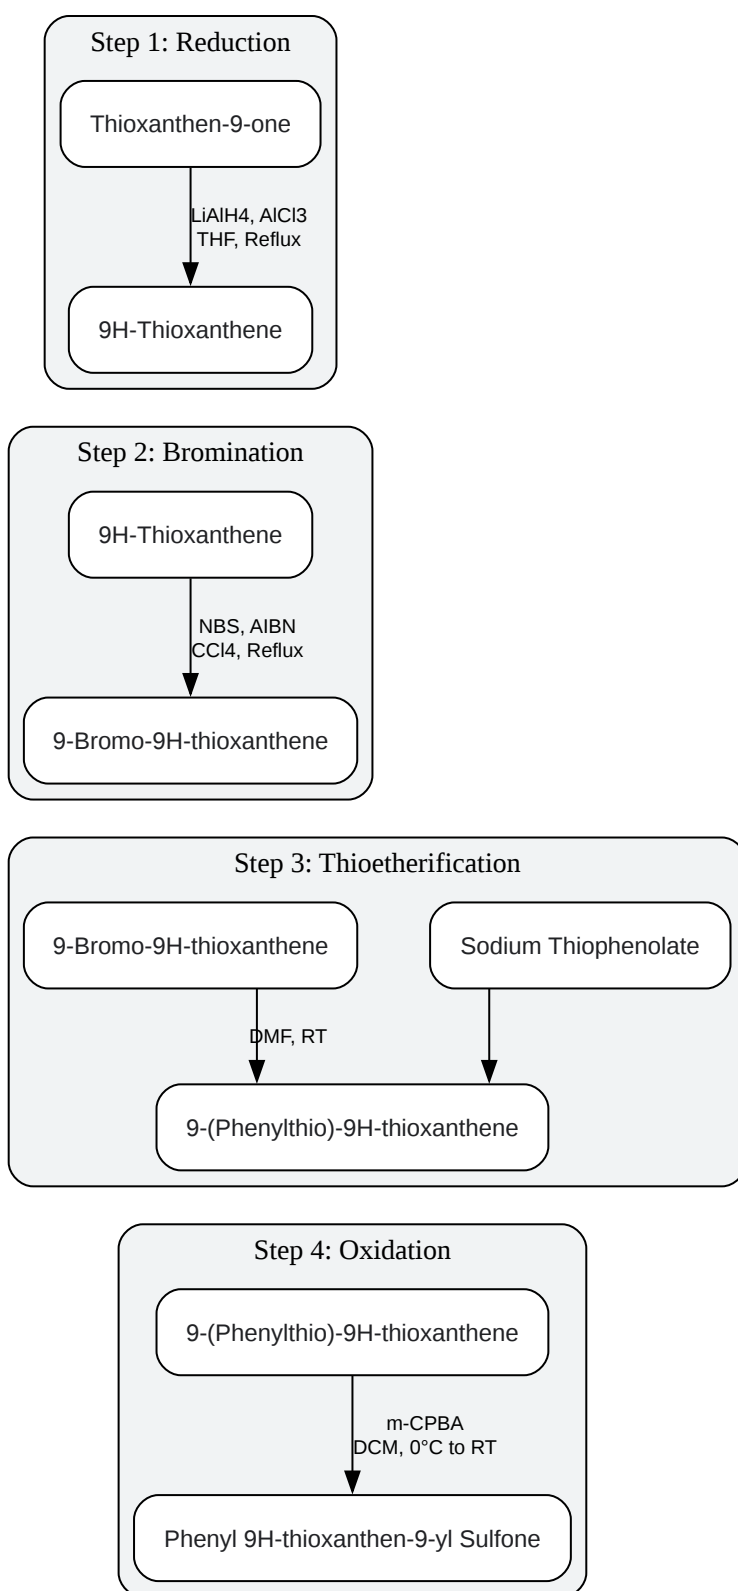 Step 1: Reduction
Thioxanthen-9-one
LiAlH4, AlCl3
THF, Reflux
9H-Thioxanthene
Step 2: Bromination
9H-Thioxanthene
NBS, AIBN
CCl4, Reflux
9-Bromo-9H-thioxanthene
Step 3: Thioetherification
9-Bromo-9H-thioxanthene
Sodium Thiophenolate
DMF, RT
9-(Phenylthio)-9H-thioxanthene
Step 4: Oxidation
9-(Phenylthio)-9H-thioxanthene
m-CPBA
DCM, 0°C to RT
Phenyl 9H-thioxanthen-9-yl Sulfone